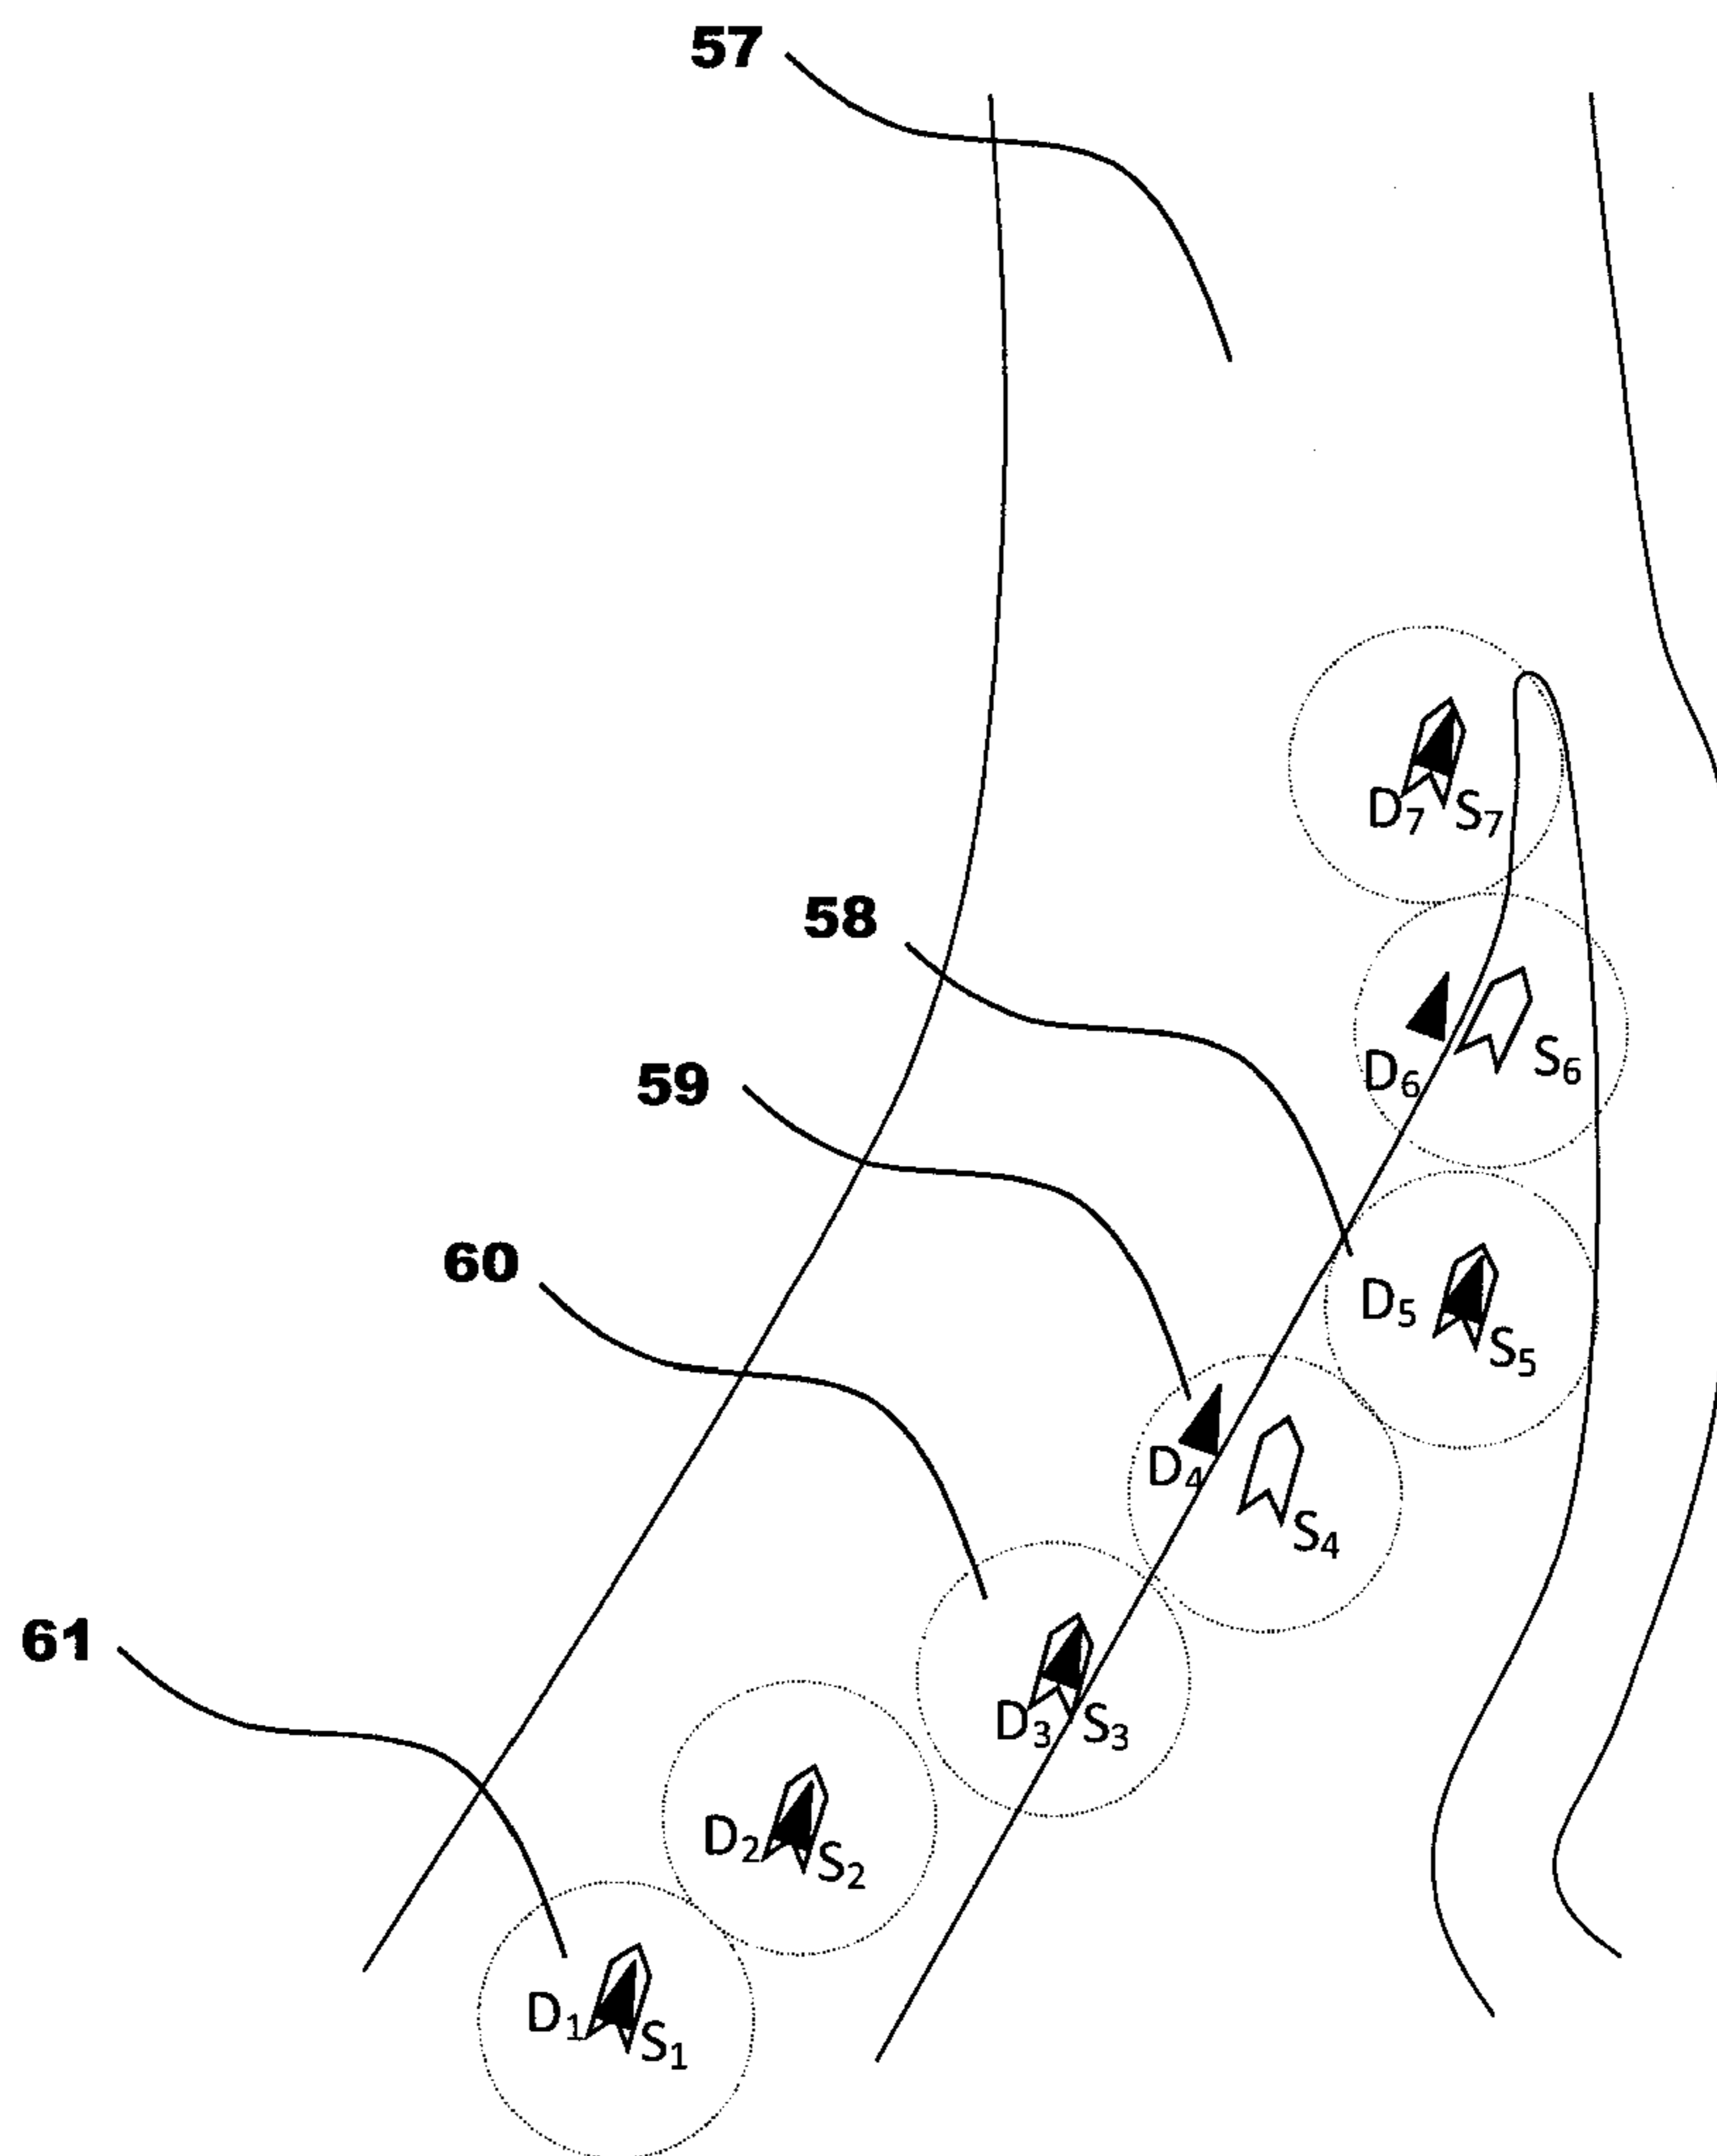 57
D₇ S₇
58
D₆ S₆
59
60
D₅ S₅
D₄ S₄
61
D₃ S₃
D₂ S₂
D₁ S₁